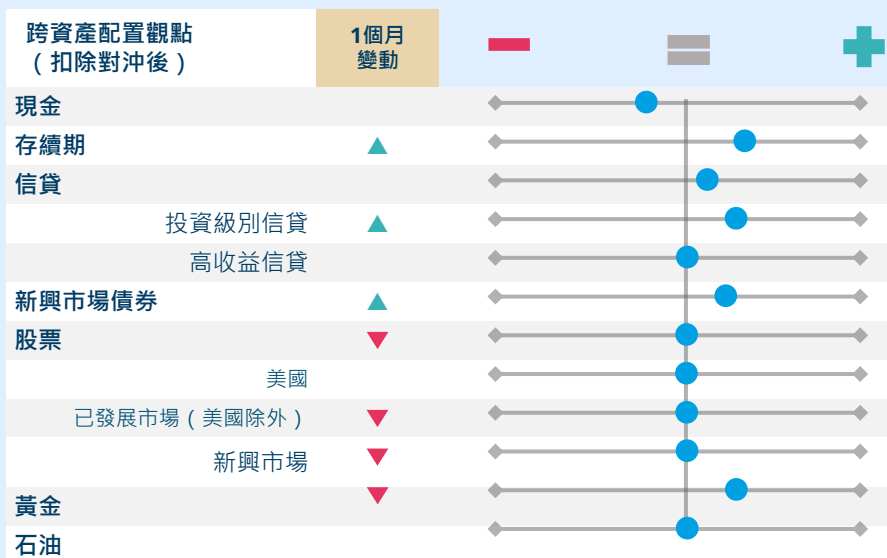 跨資產配置觀點
(扣除對沖後)
1個月
變動
現金
存續期
信貸
投資級別信貸
高收益信貸
新興市場債券
股票
美國
已發展市場(美國除外)
新興市場
黃金
石油